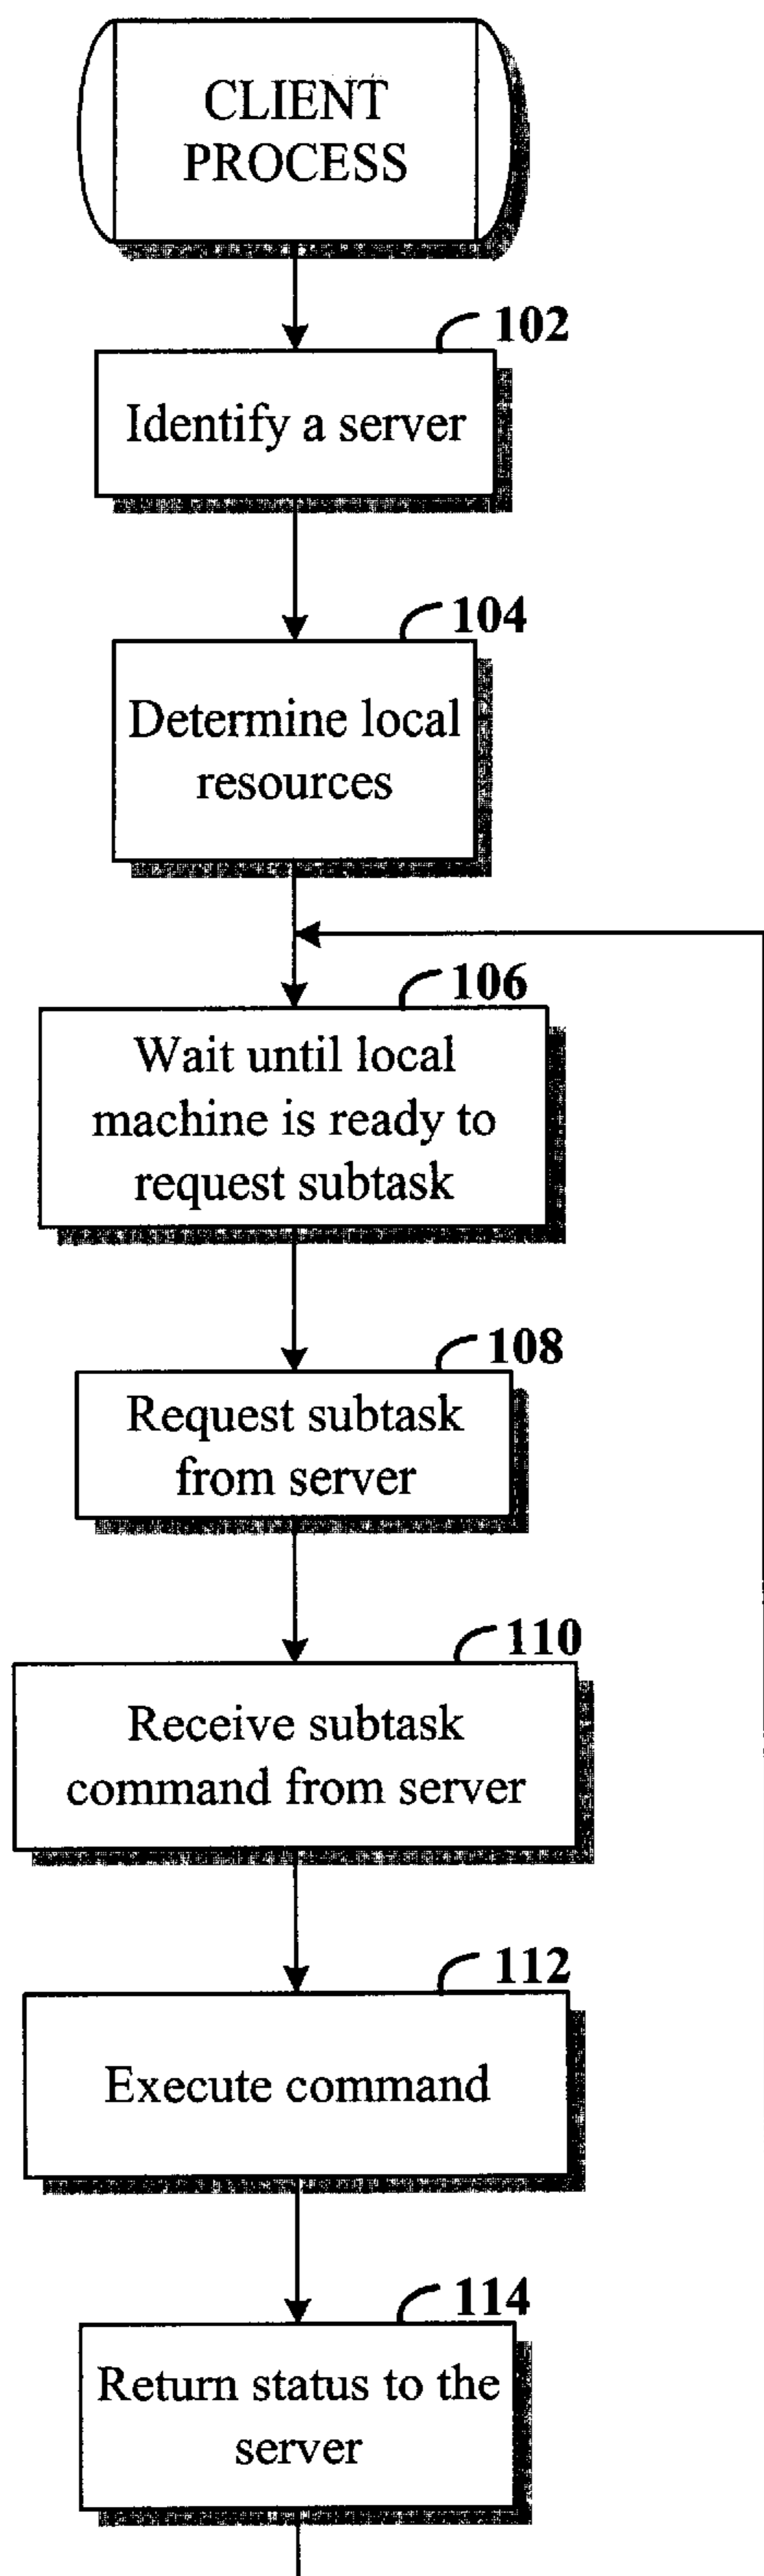 CLIENT
PROCESS
102
Identify a server
104
Determine local
resources
106
Wait until local
machine is ready to
request subtask
108
Request subtask
from server
110
Receive subtask
command from server
112
Execute command
114
Return status to the
server